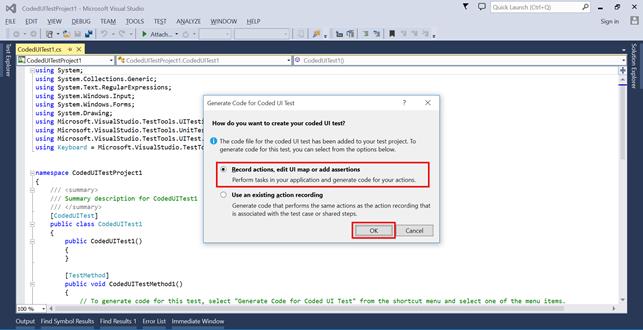 CodedUITestProject1 - Microsoft Visual Studio
Quick Launch (Ctrl+Q)
FILE EDIT VIEW DEBUG TEAM TOOLS TEST ANALYZE WINDOW HELP
Sign in
Attach...
CodedUITest1.cs
CodedUITestProject1
CodedUITestProject1.CodedUITest1
CodedUITest1()
Test Explorer
Solution Explorer
using System;
using System.Collections.Generic;
using System.Text.RegularExpressions;
using System.Windows.Input;
using System.Windows.Forms;
using System.Drawing;
using Microsoft.VisualStudio.TestTools.UITesti
using Microsoft.VisualStudio.TestTools.UnitTes
using Microsoft.VisualStudio.TestTools.UITest.
using Keyboard = Microsoft.VisualStudio.TestTo
namespace CodedUITestProject1
{
/// <summary>
/// Summary description for CodedUITest1
/// </summary>
[CodedUITest]
public class CodedUITest1
{
public CodedUITest1()
{
}
[TestMethod]
public void CodedUITestMethod1()
{
// To generate code for this test, select "Generate Code for Coded UI Test" from the shortcut menu and select one of the menu items.
100 %
Output Find Symbol Results Find Results 1 Error List Immediate Window
Generate Code for Coded UI Test
How do you want to create your coded UI test?
The code file for the coded UI test has been added to your test project. To
generate code for this test, you can select from the options below.
Record actions, edit UI map or add assertions
Perform tasks in your application and generate code for your actions.
Use an existing action recording
Generate code that performs the same actions as the action recording that
is associated with the test case or shared steps.
OK Cancel